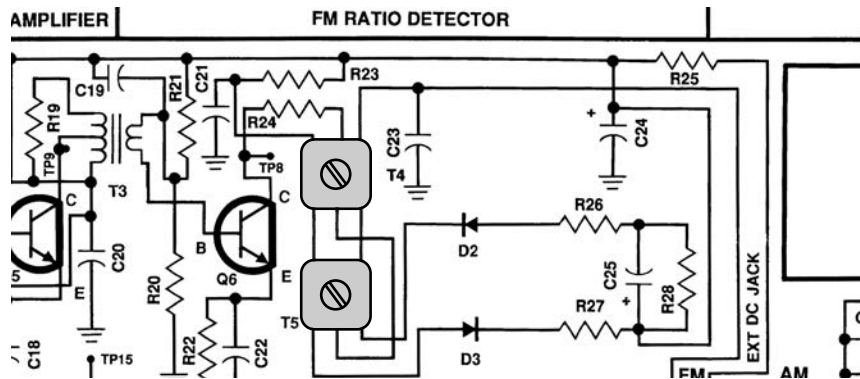 AMPLIFIER
FM RATIO DETECTOR
C19
R21
C21
R23
R25
R19
R24
C23
+
C24
TP9
TP8
T3
T4
C
C
R26
D2
B
C20
C25
R28
EXT DC JACK
5
E
Q6
E
R20
T5
+
R27
D3
C18
TP15
R22
C22
FM
AM